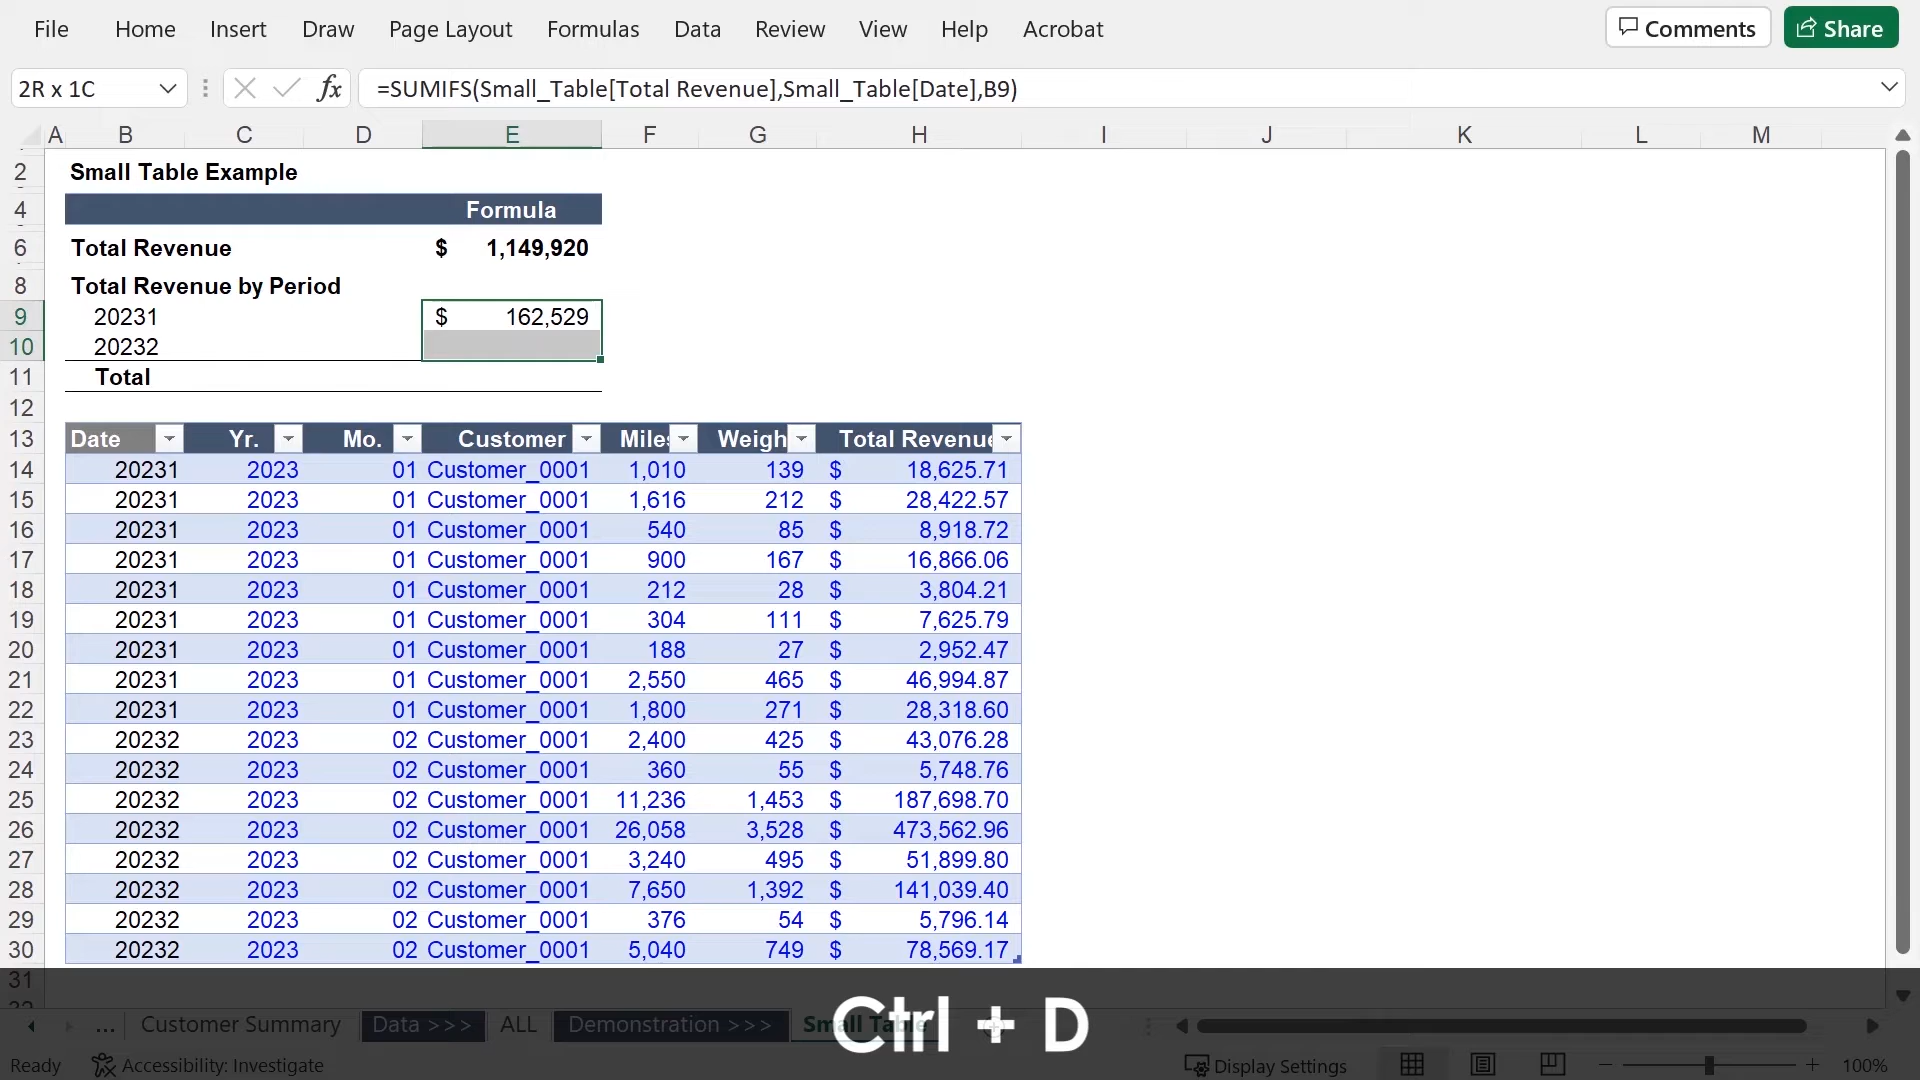 File Home Insert Draw Page Layout Formulas Data Review View Help Acrobat Comments Share
2R x 1C fx =SUMIFS(Small_Table[Total Revenue],Small_Table[Date],B9)
A B C D E F G H I J K L M
2 Small Table Example
4 Formula
6 Total Revenue $ 1,149,920
8 Total Revenue by Period
9 20231 $ 162,529
10 20232
11 Total
12
13 Date Yr. Mo. Customer Miles Weigh Total Revenue
14 20231 2023 01 Customer_0001 1,010 139 $ 18,625.71
15 20231 2023 01 Customer_0001 1,616 212 $ 28,422.57
16 20231 2023 01 Customer_0001 540 85 $ 8,918.72
17 20231 2023 01 Customer_0001 900 167 $ 16,866.06
18 20231 2023 01 Customer_0001 212 28 $ 3,804.21
19 20231 2023 01 Customer_0001 304 111 $ 7,625.79
20 20231 2023 01 Customer_0001 188 27 $ 2,952.47
21 20231 2023 01 Customer_0001 2,550 465 $ 46,994.87
22 20231 2023 01 Customer_0001 1,800 271 $ 28,318.60
23 20232 2023 02 Customer_0001 2,400 425 $ 43,076.28
24 20232 2023 02 Customer_0001 360 55 $ 5,748.76
25 20232 2023 02 Customer_0001 11,236 1,453 $ 187,698.70
26 20232 2023 02 Customer_0001 26,058 3,528 $ 473,562.96
27 20232 2023 02 Customer_0001 3,240 495 $ 51,899.80
28 20232 2023 02 Customer_0001 7,650 1,392 $ 141,039.40
29 20232 2023 02 Customer_0001 376 54 $ 5,796.14
30 20232 2023 02 Customer_0001 5,040 749 $ 78,569.17
31
Ctrl + D
... Customer Summary Data >>> ALL Demonstration >>> Small Table
Ready Accessibility: Investigate Display Settings 100%